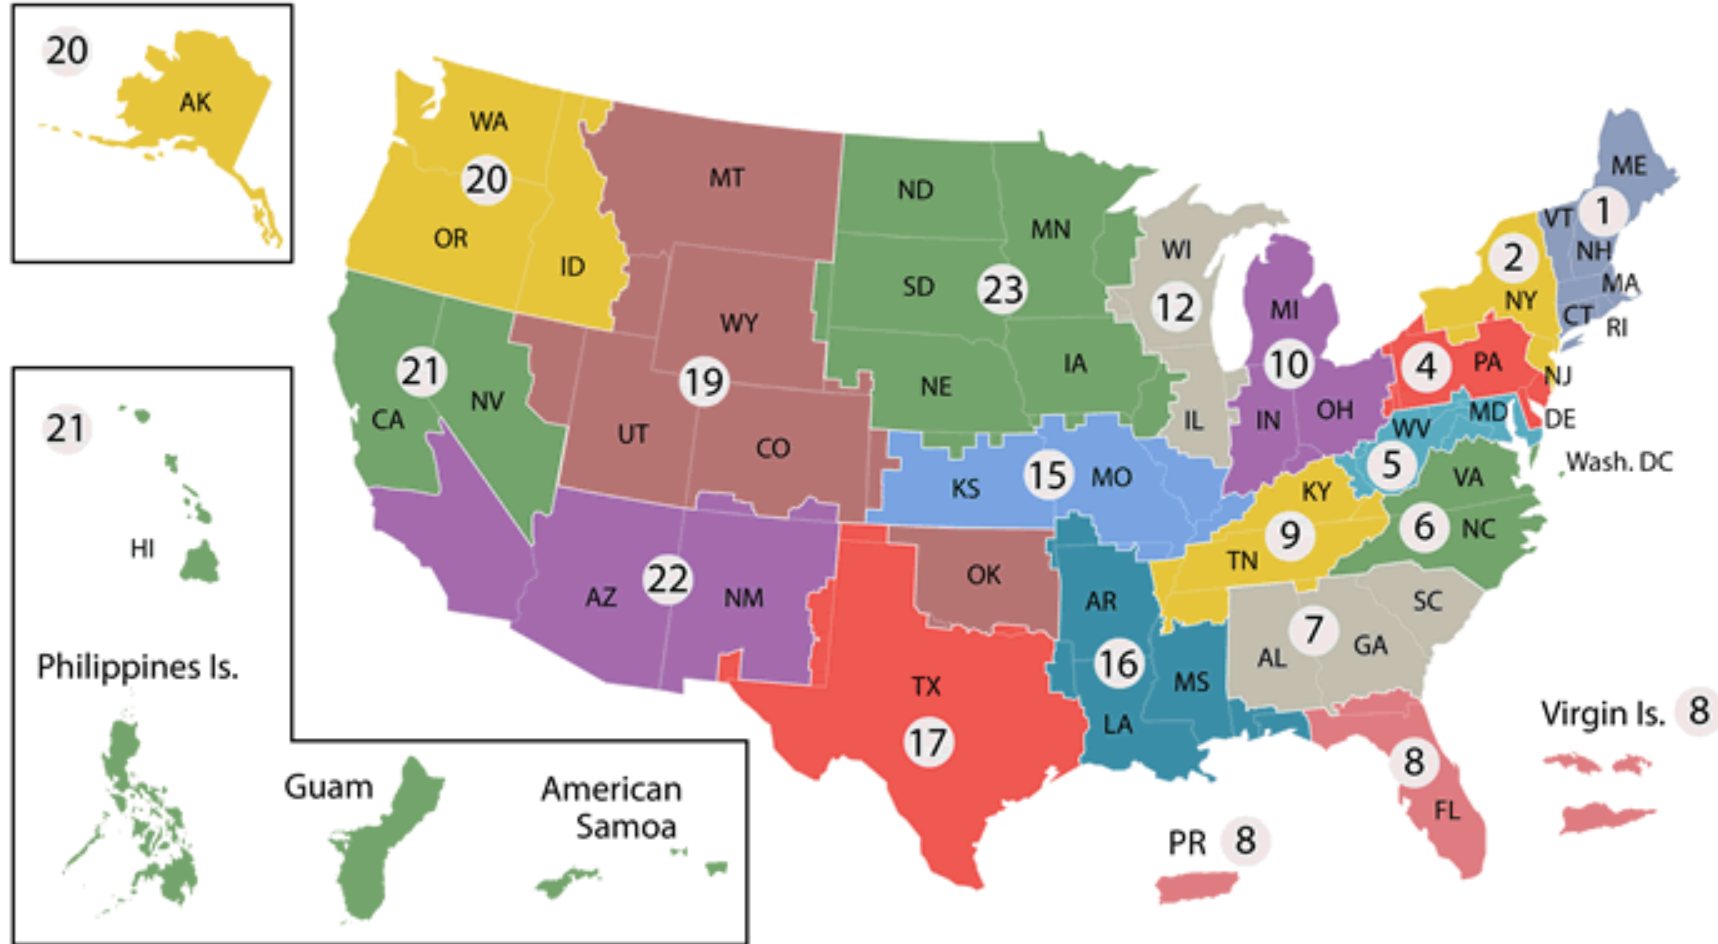 20
AK
WA
20
OR
ID
MT
ND
MN
SD
23
WI
12
MI
10
ME
VT
1
NH
MA
2
NY
CT
RI
4
PA
NJ
WY
19
21
CA
NV
UT
CO
NE
IA
IL
IN
OH
WV
MD
DE
5
VA
Wash. DC
KS
15
MO
KY
9
TN
6
NC
21
HI
AZ
22
NM
OK
AR
16
LA
MS
AL
7
GA
SC
TX
17
8
FL
Virgin Is. 8
PR 8
Philippines Is.
Guam
American
Samoa